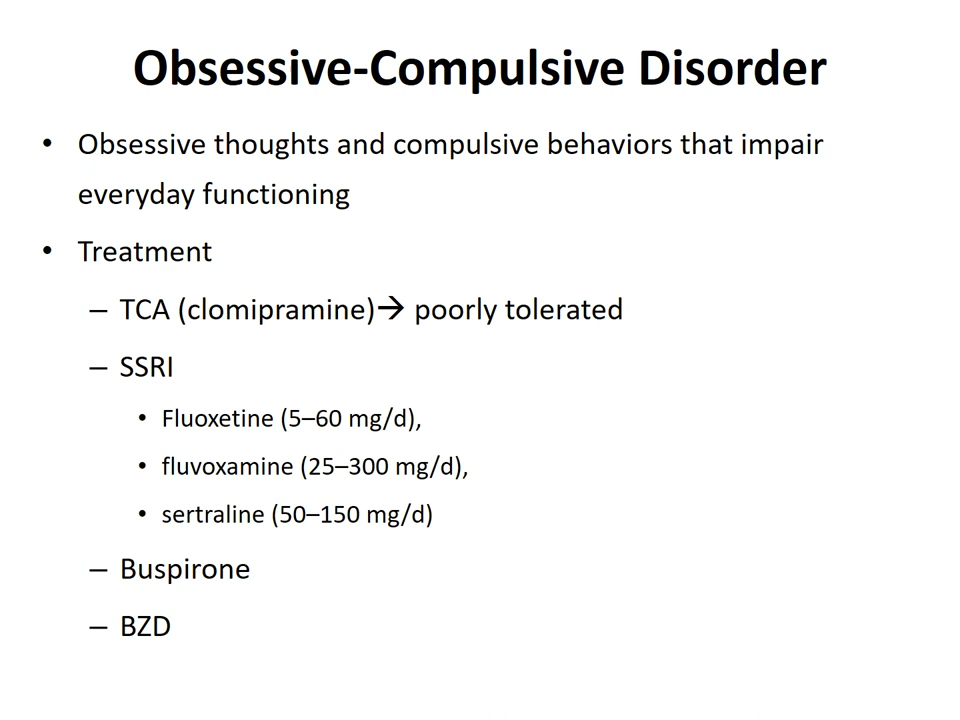 Obsessive-Compulsive Disorder
• Obsessive thoughts and compulsive behaviors that impair
everyday functioning
• Treatment
– TCA (clomipramine)→ poorly tolerated
– SSRI
• Fluoxetine (5–60 mg/d),
• fluvoxamine (25–300 mg/d),
• sertraline (50–150 mg/d)
– Buspirone
– BZD